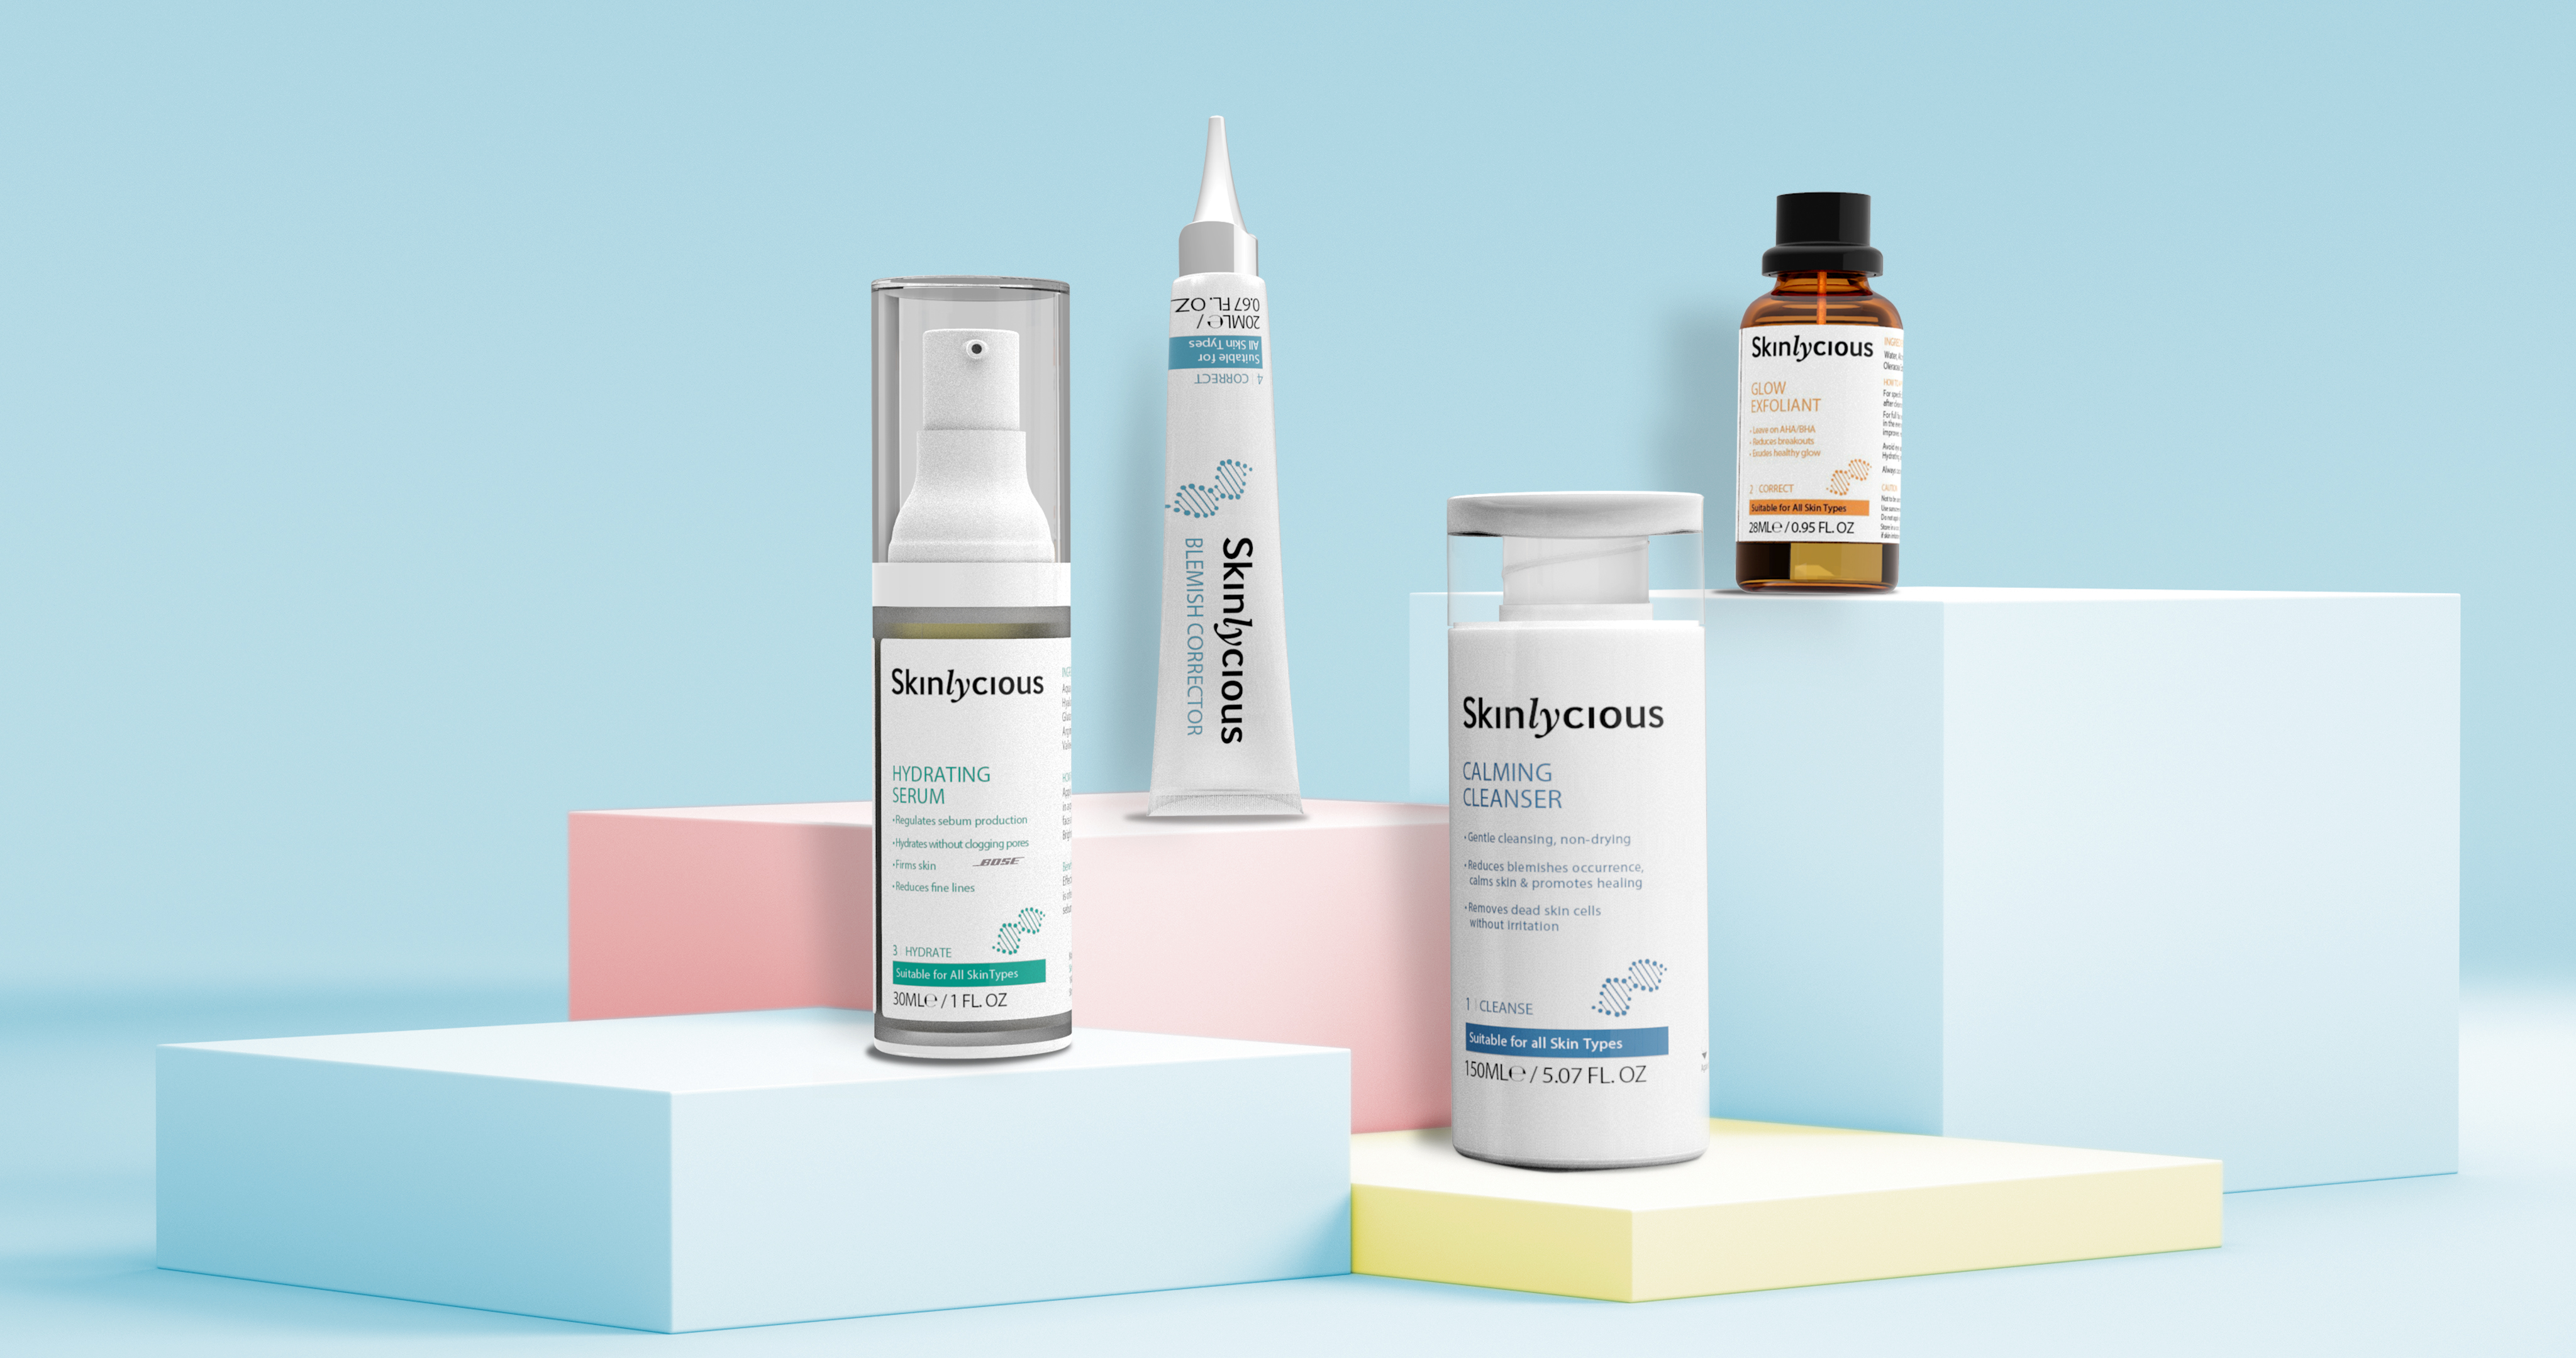 Skinlycious
HYDRATING
SERUM
•Regulates sebum production
•Hydrates without clogging pores
•Firms skin
BOSE
•Reduces fine lines
3 | HYDRATE
Suitable for All Skin Types
30ML℮ / 1 FL. OZ
Skinlycious
BLEMISH CORRECTOR
4 | CORRECT
Suitable for
All Skin Types
20ML℮ /
0.67 FL. OZ
Skinlycious
CALMING
CLEANSER
•Gentle cleansing, non-drying
•Reduces blemishes occurrence,
calms skin & promotes healing
•Removes dead skin cells
without irritation
1 | CLEANSE
Suitable for all Skin Types
150ML℮ / 5.07 FL. OZ
Skinlycious
GLOW
EXFOLIANT
•Leave on AHA/BHA
•Reduces breakouts
•Exudes healthy glow
2 | CORRECT
Suitable for All Skin Types
28ML℮ / 0.95 FL. OZ